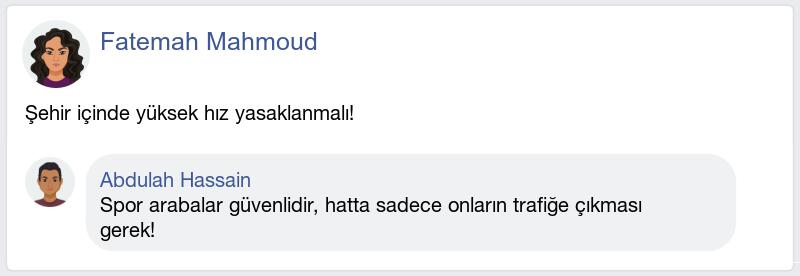 Fatemah Mahmoud
Şehir içinde yüksek hız yasaklanmalı!
Abdulah Hassain
Spor arabalar güvenlidir, hatta sadece onların trafiğe çıkması
gerek!